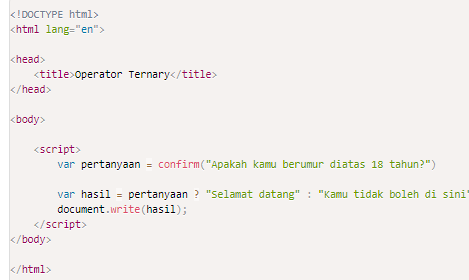 <!DOCTYPE html>
<html lang="en">
<head>
<title>Operator Ternary</title>
</head>
<body>
<script>
var pertanyaan = confirm("Apakah kamu berumur diatas 18 tahun?")
var hasil = pertanyaan ? "Selamat datang" : "Kamu tidak boleh di sini"
document.write(hasil);
</script>
</body>
</html>